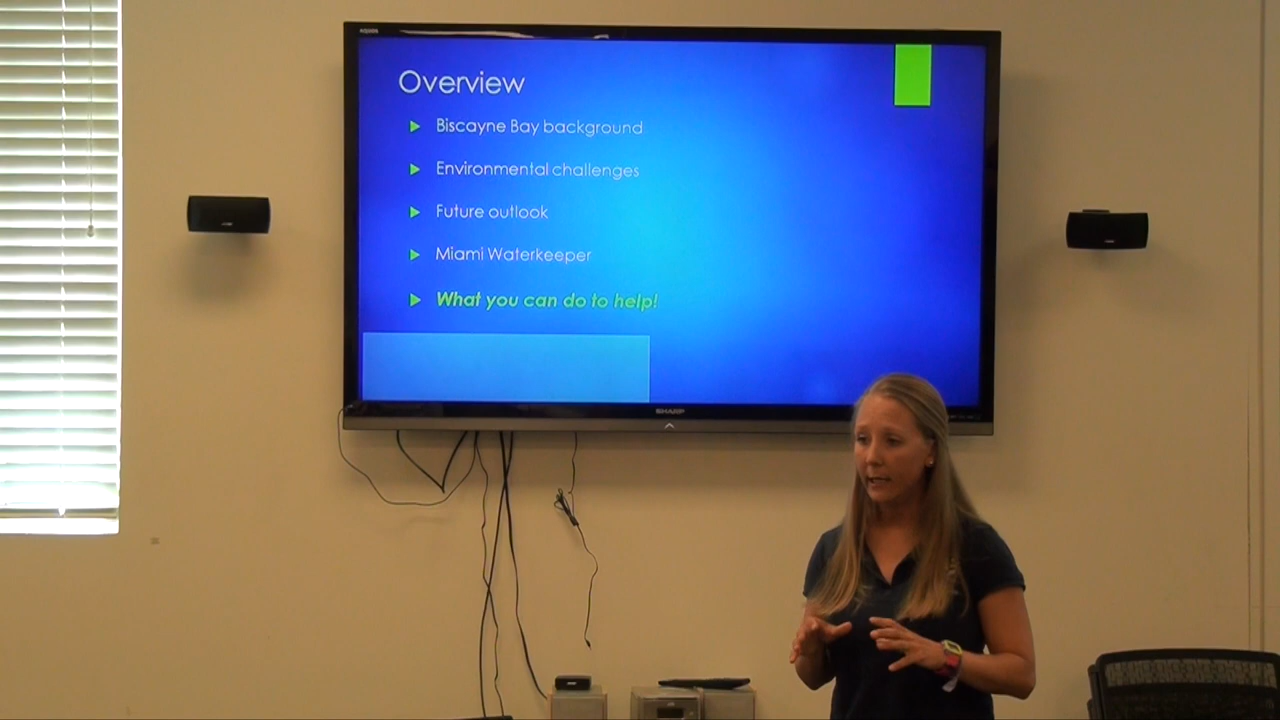 Overview
Biscayne Bay background
Environmental challenges
Future outlook
Miami Waterkeeper
What you can do to help!
SHARP